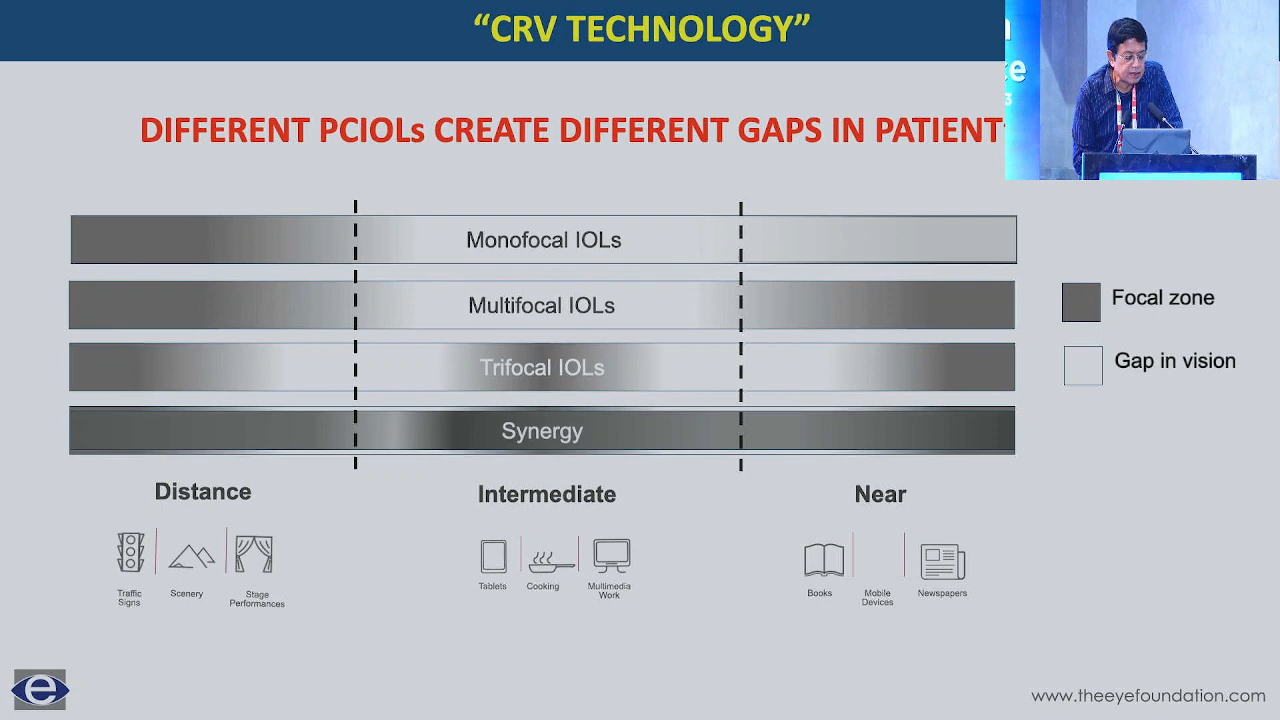 “CRV TECHNOLOGY”
DIFFERENT PCIOLs CREATE DIFFERENT GAPS IN PATIENT
Monofocal IOLs
Multifocal IOLs
Trifocal IOLs
Synergy
Focal zone
Gap in vision
Distance
Intermediate
Near
Traffic
Signs
Scenery
Stage
Performances
Tablets
Cooking
Multimedia
Work
Books
Mobile
Devices
Newspapers
e
www.theeyefoundation.com